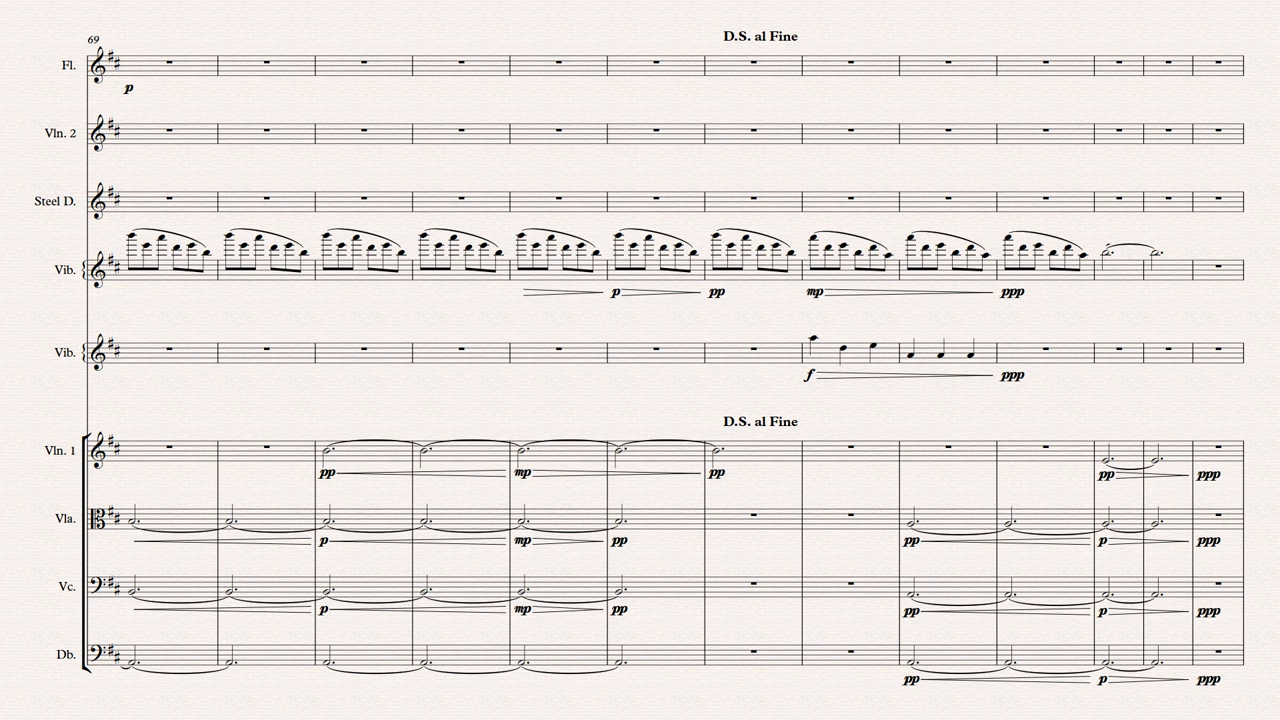 D.S. al Fine
69
Fl.
p
Vln. 2
Steel D.
Vib.
p pp mp ppp
Vib.
f ppp
D.S. al Fine
Vln. 1
pp mp pp pp ppp
Vla.
p mp pp pp p ppp
Vc.
p mp pp pp p ppp
Db.
pp p ppp